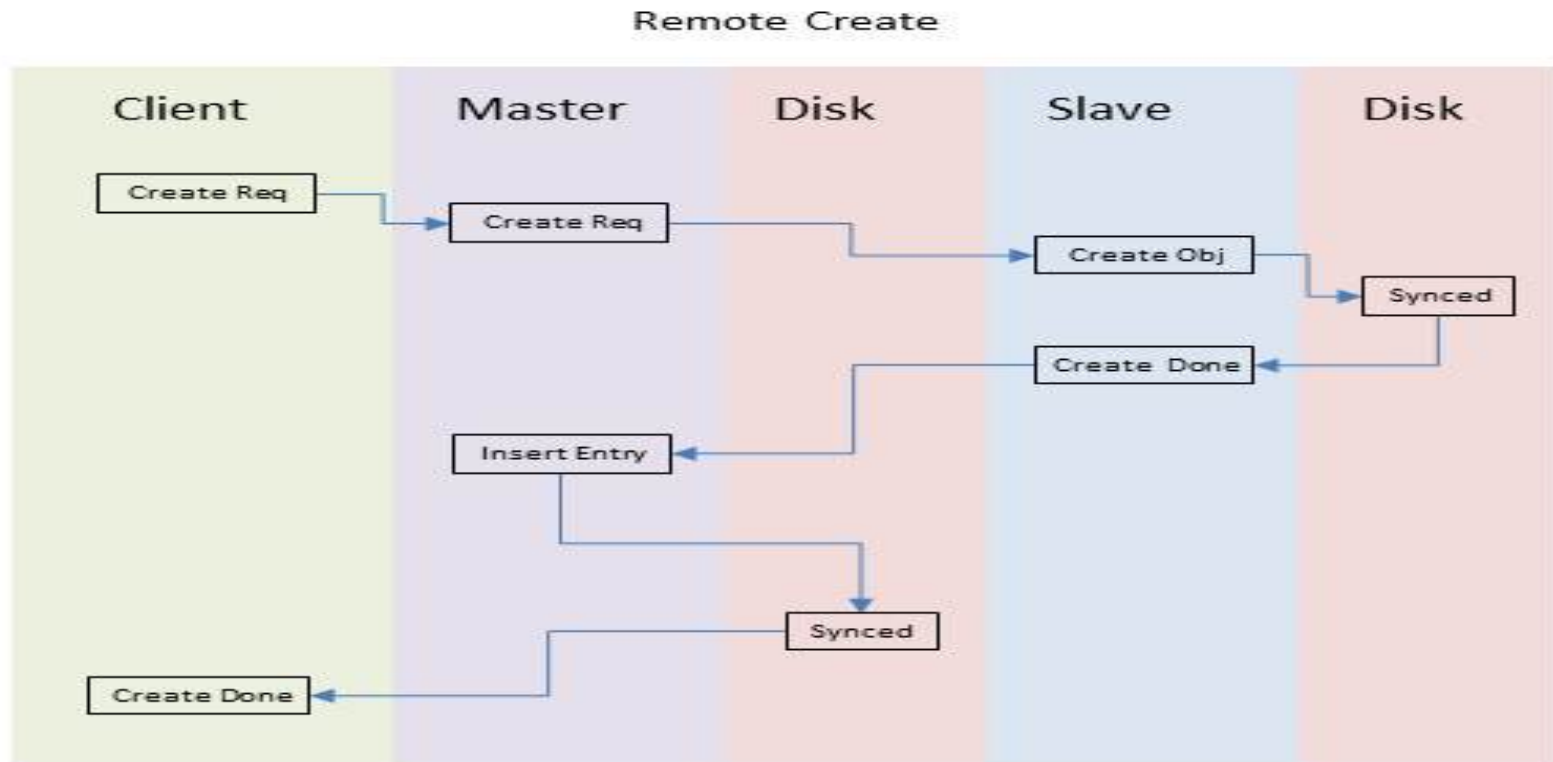 Remote Create
Client Master Disk Slave Disk
Create Req
Create Req
Create Obj
Synced
Create Done
Insert Entry
Synced
Create Done